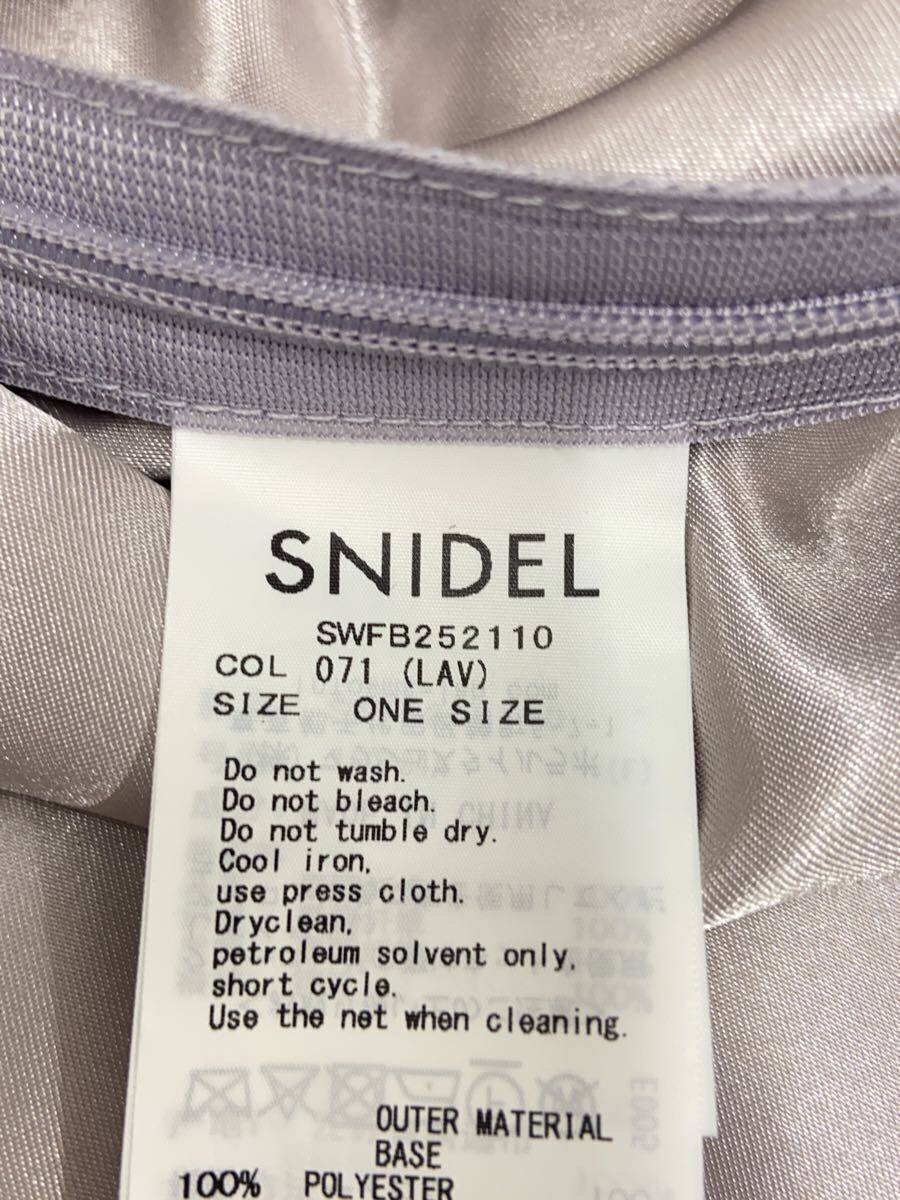 SNIDEL
SWFB252110
COL 071 (LAV)
SIZE ONE SIZE
Do not wash.
Do not bleach.
Do not tumble dry.
Cool iron,
use press cloth.
Dryclean,
petroleum solvent only,
short cycle.
Use the net when cleaning.
OUTER MATERIAL
BASE
100% POLYESTER